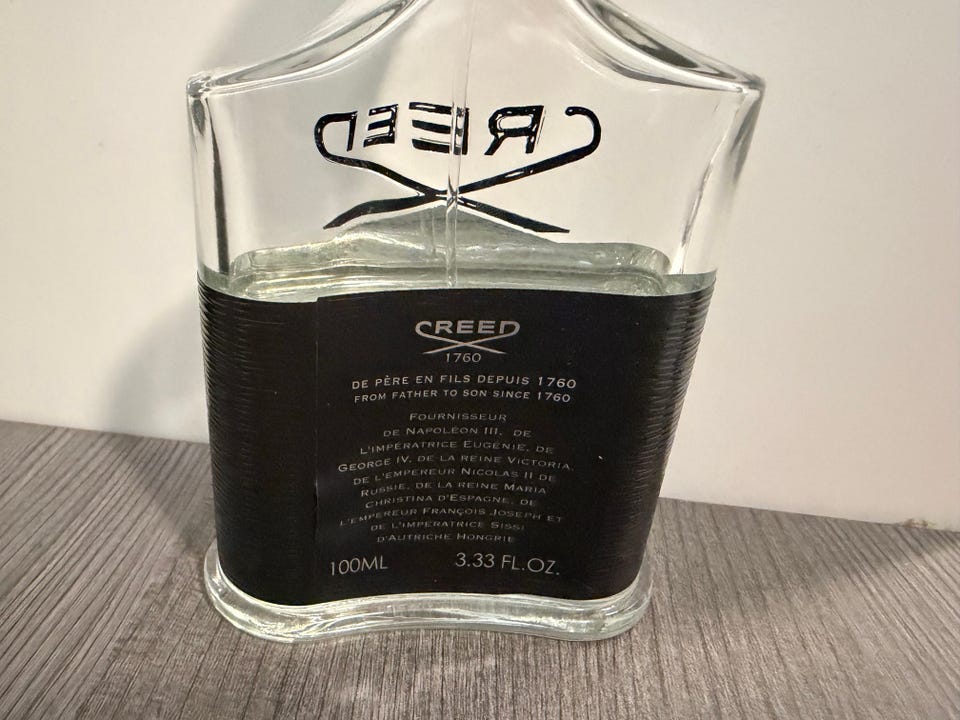 CREED
CREED
1760
DE PÈRE EN FILS DEPUIS 1760
FROM FATHER TO SON SINCE 1760
FOURNISSEUR
DE NAPOLÉON III, DE
L'IMPÉRATRICE EUGÉNIE, DE
GEORGE IV, DE LA REINE VICTORIA,
DE L'EMPEREUR NICOLAS II DE
RUSSIE, DE LA REINE MARIA
CHRISTINA D'ESPAGNE, DE
L'EMPEREUR FRANÇOIS JOSEPH ET
DE L'IMPERATRICE SISSI
D'AUTRICHE HONGRIE
100ML 3.33 FL.OZ.